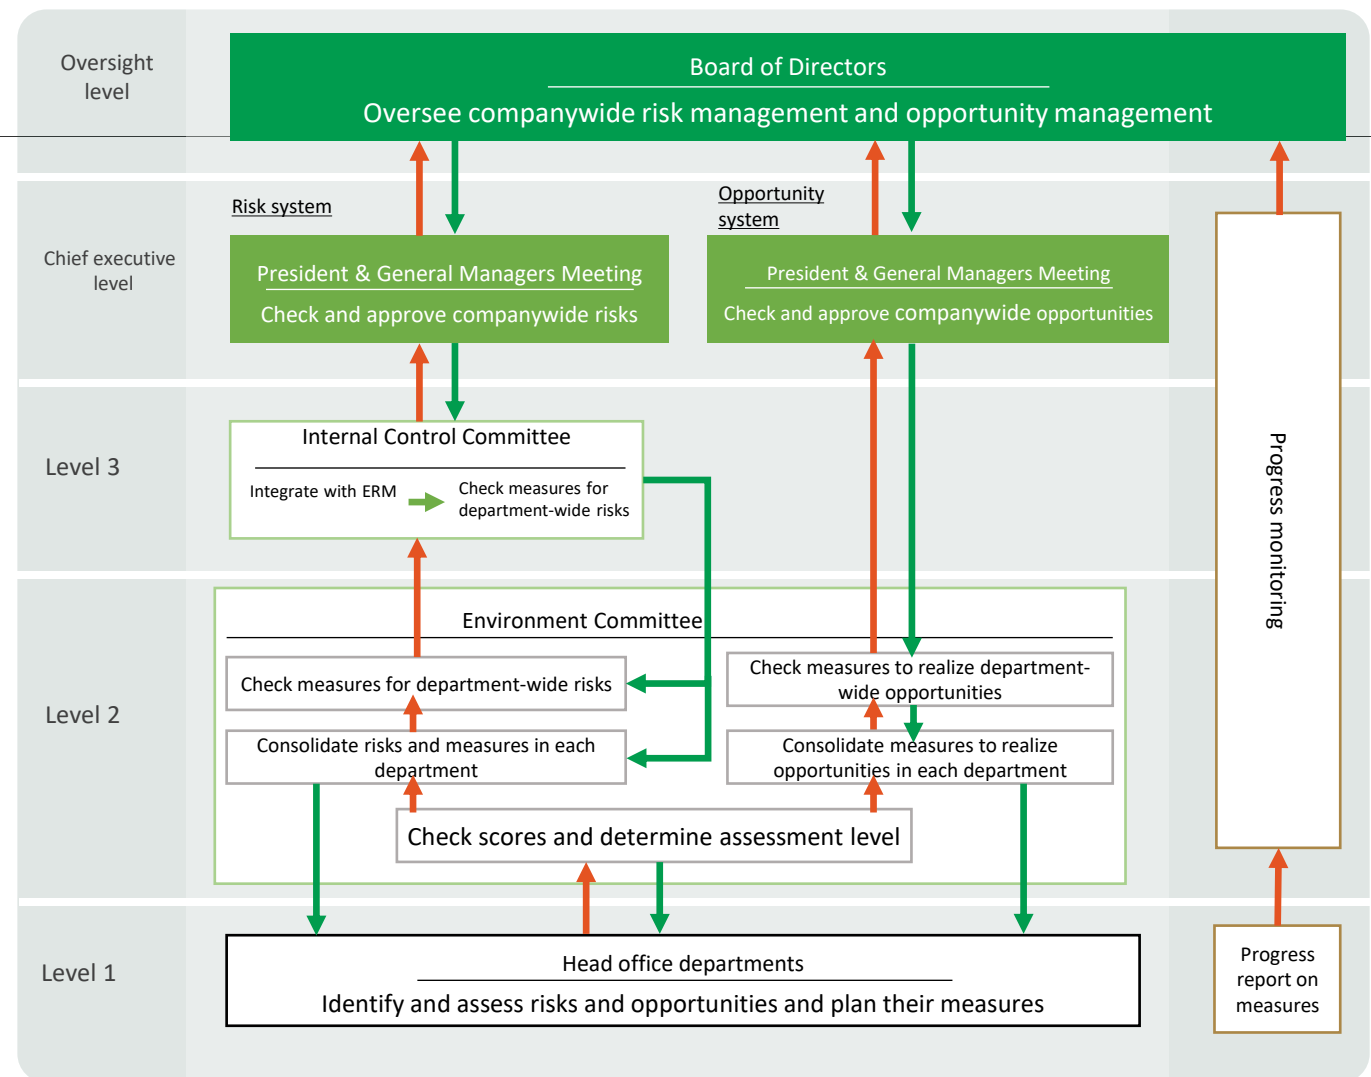 Oversight
level
Board of Directors
Oversee companywide risk management and opportunity management
Chief executive
level
Risk system
Opportunity
system
President & General Managers Meeting
Check and approve companywide risks
President & General Managers Meeting
Check and approve companywide opportunities
Level 3
Internal Control Committee
Integrate with ERM
Check measures for
department-wide risks
Progress monitoring
Level 2
Environment Committee
Check measures for department-wide risks
Check measures to realize department-
wide opportunities
Consolidate risks and measures in each
department
Consolidate measures to realize
opportunities in each department
Check scores and determine assessment level
Level 1
Head office departments
Identify and assess risks and opportunities and plan their measures
Progress
report on
measures